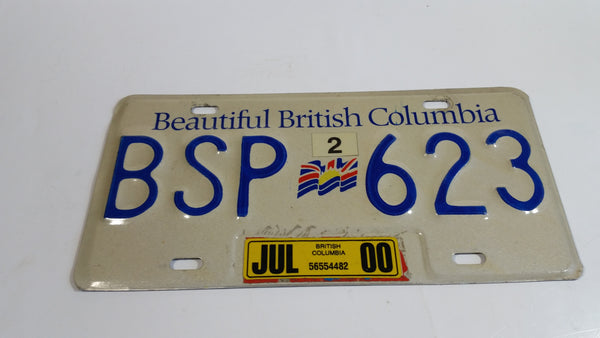 Beautiful British Columbia
2
BSP 623
JUL BRITISH COLUMBIA 56554482 00